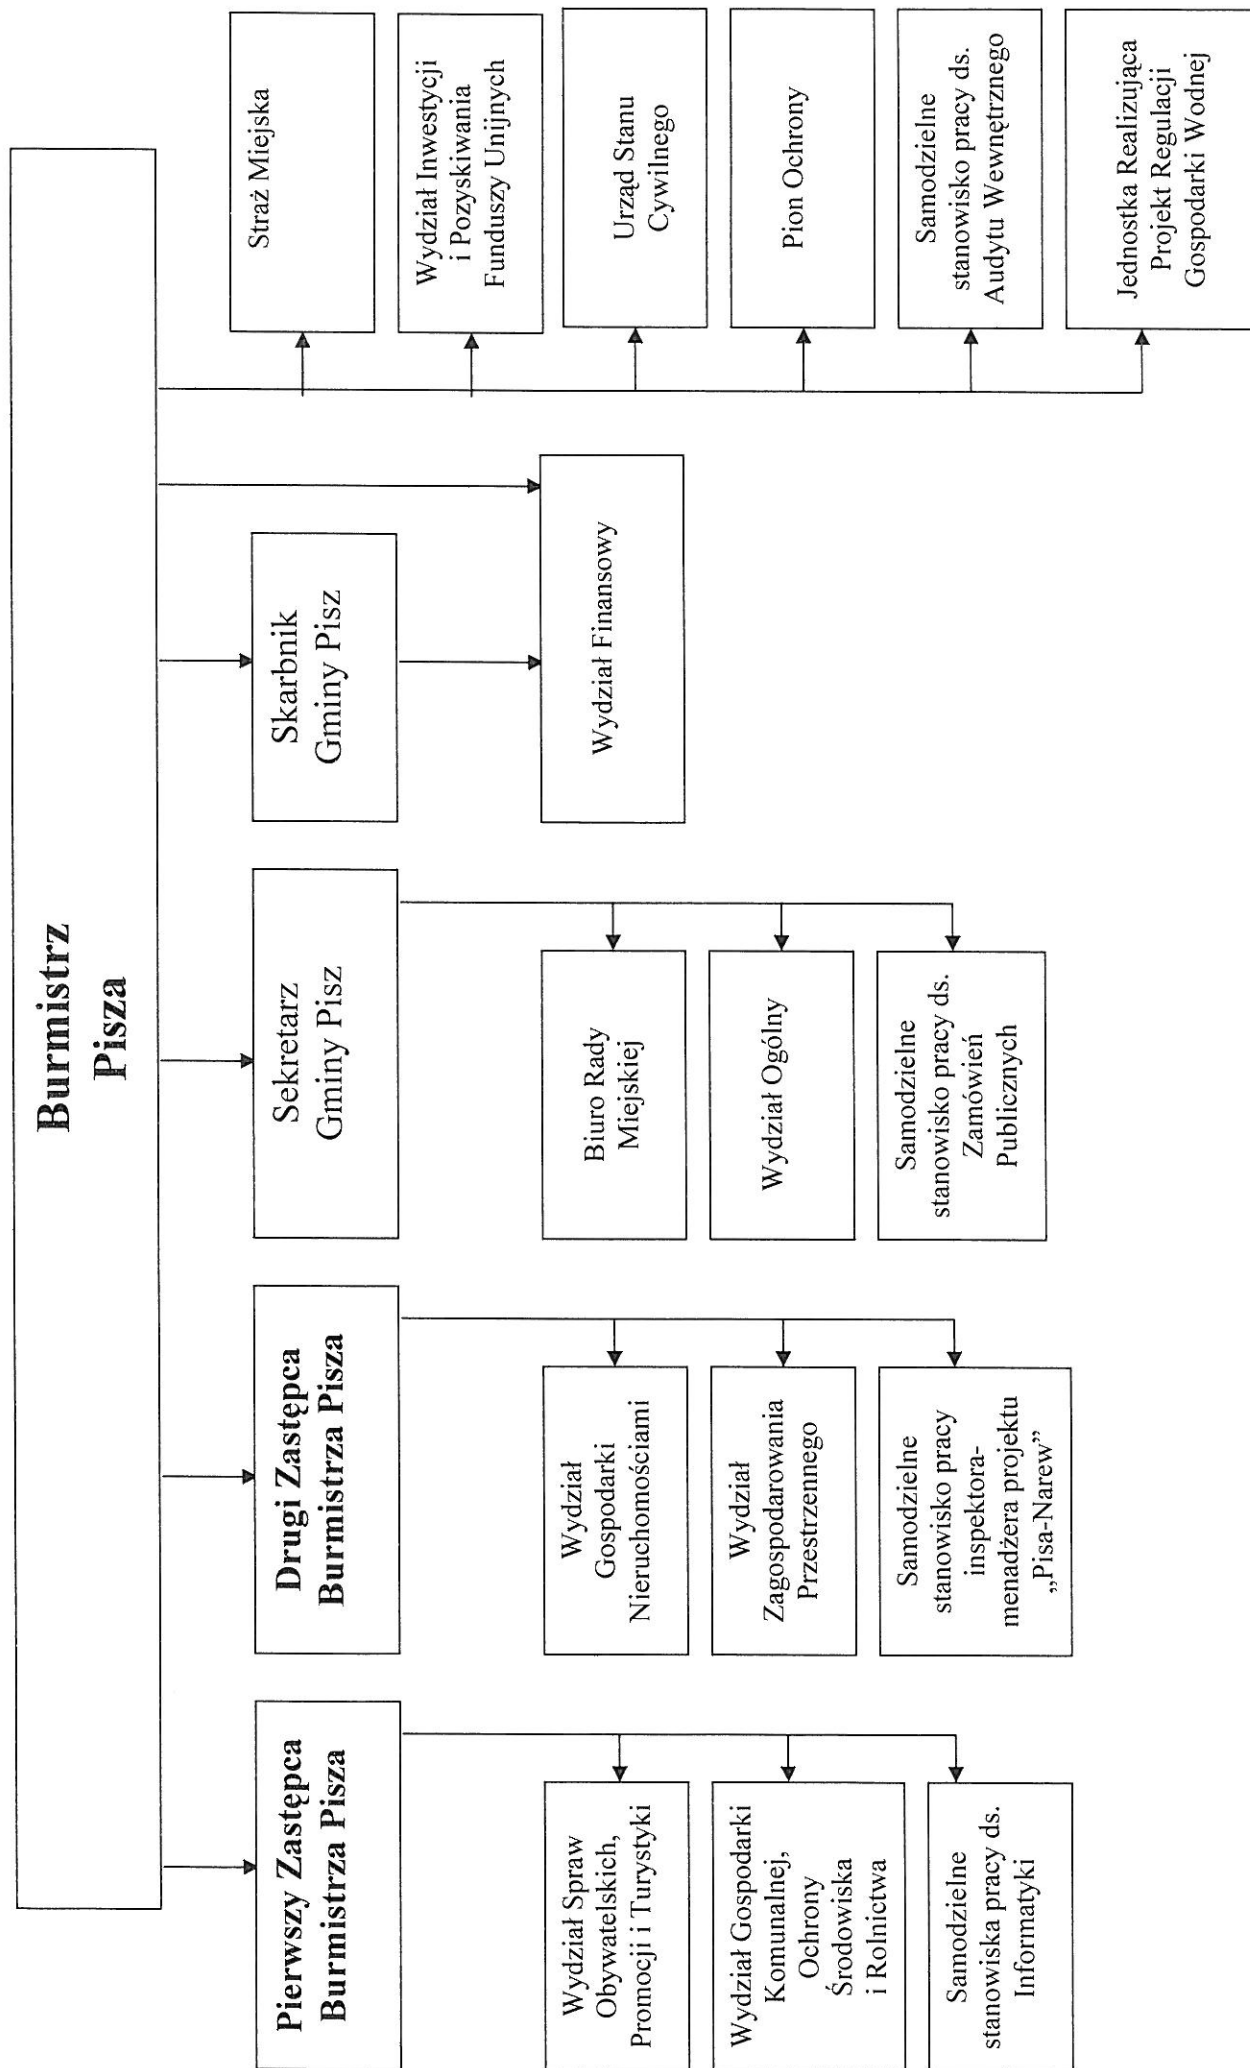 Burmistrz
Pisza
Pierwszy Zastępca
Burmistrza Pisza
Drugi Zastępca
Burmistrza Pisza
Sekretarz
Gminy Pisz
Skarbnik
Gminy Pisz
Wydział Spraw
Obywatelskich,
Promocji i Turystyki
Wydział Gospodarki
Komunalnej,
Ochrony
Środowiska
i Rolnictwa
Samodzielne
stanowiska pracy ds.
Informatyki
Wydział
Gospodarki
Nieruchomościami
Wydział
Zagospodarowania
Przestrzennego
Samodzielne
stanowisko pracy
inspektora-
menadżera projektu
„Pisa-Narew”
Biuro Rady
Miejskiej
Wydział Ogólny
Samodzielne
stanowisko pracy ds.
Zamówień
Publicznych
Wydział Finansowy
Straż Miejska
Wydział Inwestycji
i Pozyskiwania
Funduszy Unijnych
Urząd Stanu
Cywilnego
Pion Ochrony
Samodzielne
stanowisko pracy ds.
Audytu Wewnętrznego
Jednostka Realizująca
Projekt Regulacji
Gospodarki Wodnej